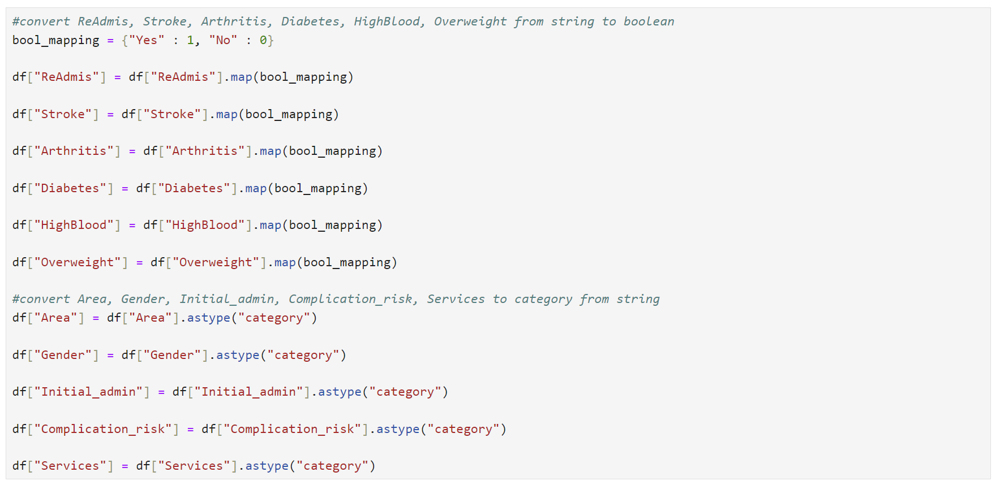 #convert ReAdmis, Stroke, Arthritis, Diabetes, HighBlood, Overweight from string to boolean
bool_mapping = {"Yes" : 1, "No" : 0}
df["ReAdmis"] = df["ReAdmis"].map(bool_mapping)
df["Stroke"] = df["Stroke"].map(bool_mapping)
df["Arthritis"] = df["Arthritis"].map(bool_mapping)
df["Diabetes"] = df["Diabetes"].map(bool_mapping)
df["HighBlood"] = df["HighBlood"].map(bool_mapping)
df["Overweight"] = df["Overweight"].map(bool_mapping)
#convert Area, Gender, Initial_admin, Complication_risk, Services to category from string
df["Area"] = df["Area"].astype("category")
df["Gender"] = df["Gender"].astype("category")
df["Initial_admin"] = df["Initial_admin"].astype("category")
df["Complication_risk"] = df["Complication_risk"].astype("category")
df["Services"] = df["Services"].astype("category")